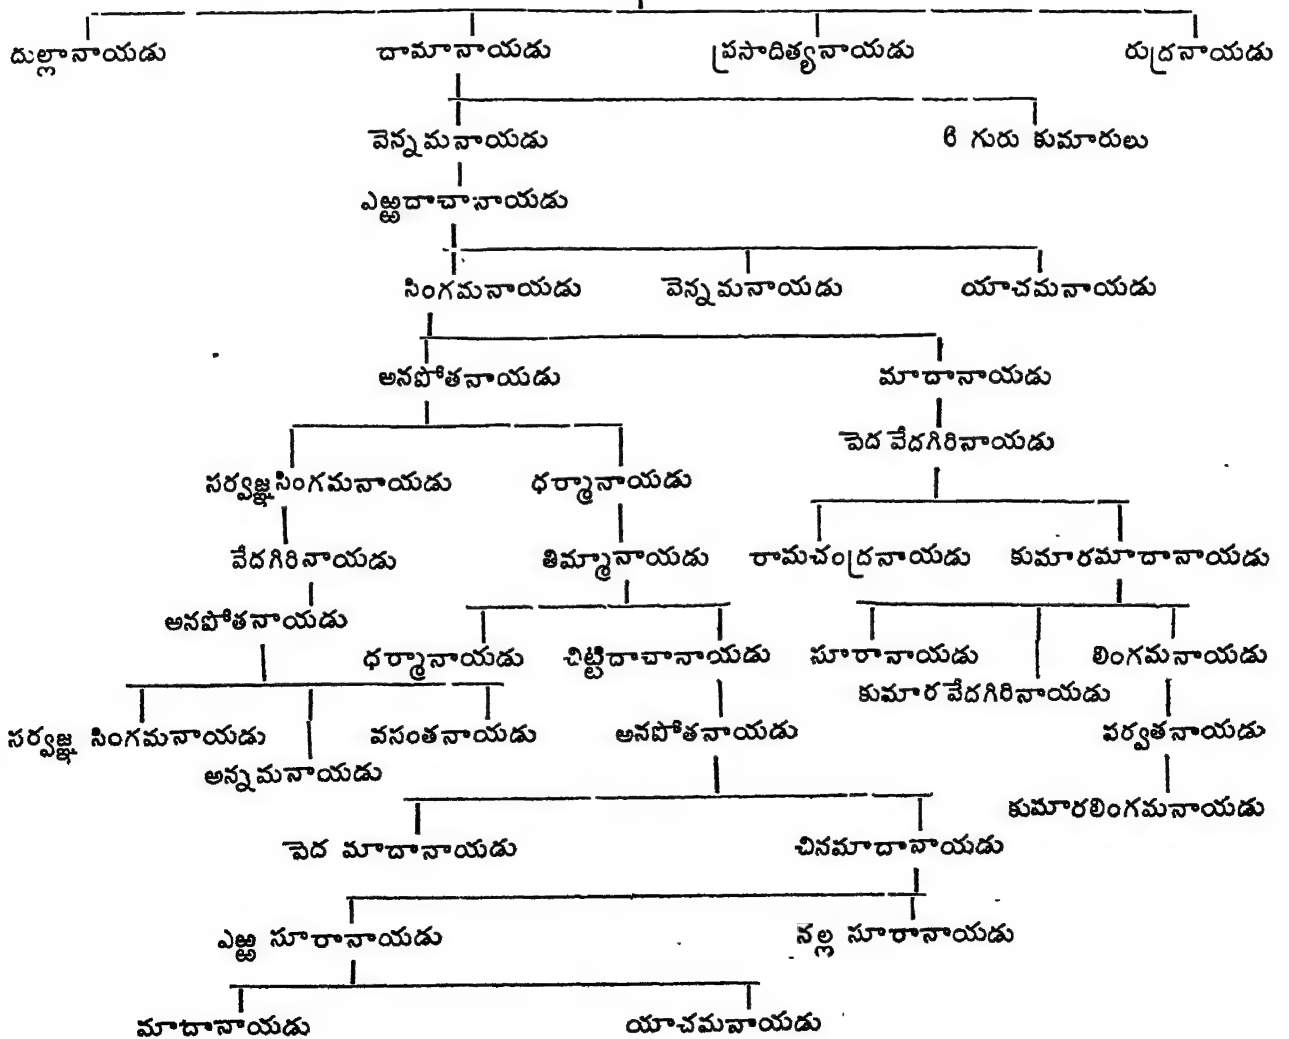 దుల్లానాయడు దామానాయడు ప్రసాదిత్యనాయడు రుద్రనాయడు
వెన్నమనాయడు 6 గురు కుమారులు
ఎఱ్ఱదాచానాయడు
సింగమనాయడు వెన్నమనాయడు యాచమనాయడు
అనపోతనాయడు మాదానాయడు
పెద వేదగిరినాయడు
సర్వజ్ఞసింగమనాయడు ధర్మానాయడు
వేదగిరినాయడు తిమ్మానాయడు రామచంద్రనాయడు కుమారమాదానాయడు
అనపోతనాయడు
ధర్మానాయడు చిట్టిదాచానాయడు సూరానాయడు లింగమనాయడు
కుమార వేదగిరినాయడు
సర్వజ్ఞ సింగమనాయడు వసంతనాయడు అనపోతనాయడు పర్వతనాయడు
అన్నమనాయడు
కుమారలింగమనాయడు
పెద మాదానాయడు చినమాదానాయడు
ఎఱ్ఱ సూరానాయడు నల్ల సూరానాయడు
మాదానాయడు యాచమనాయడు